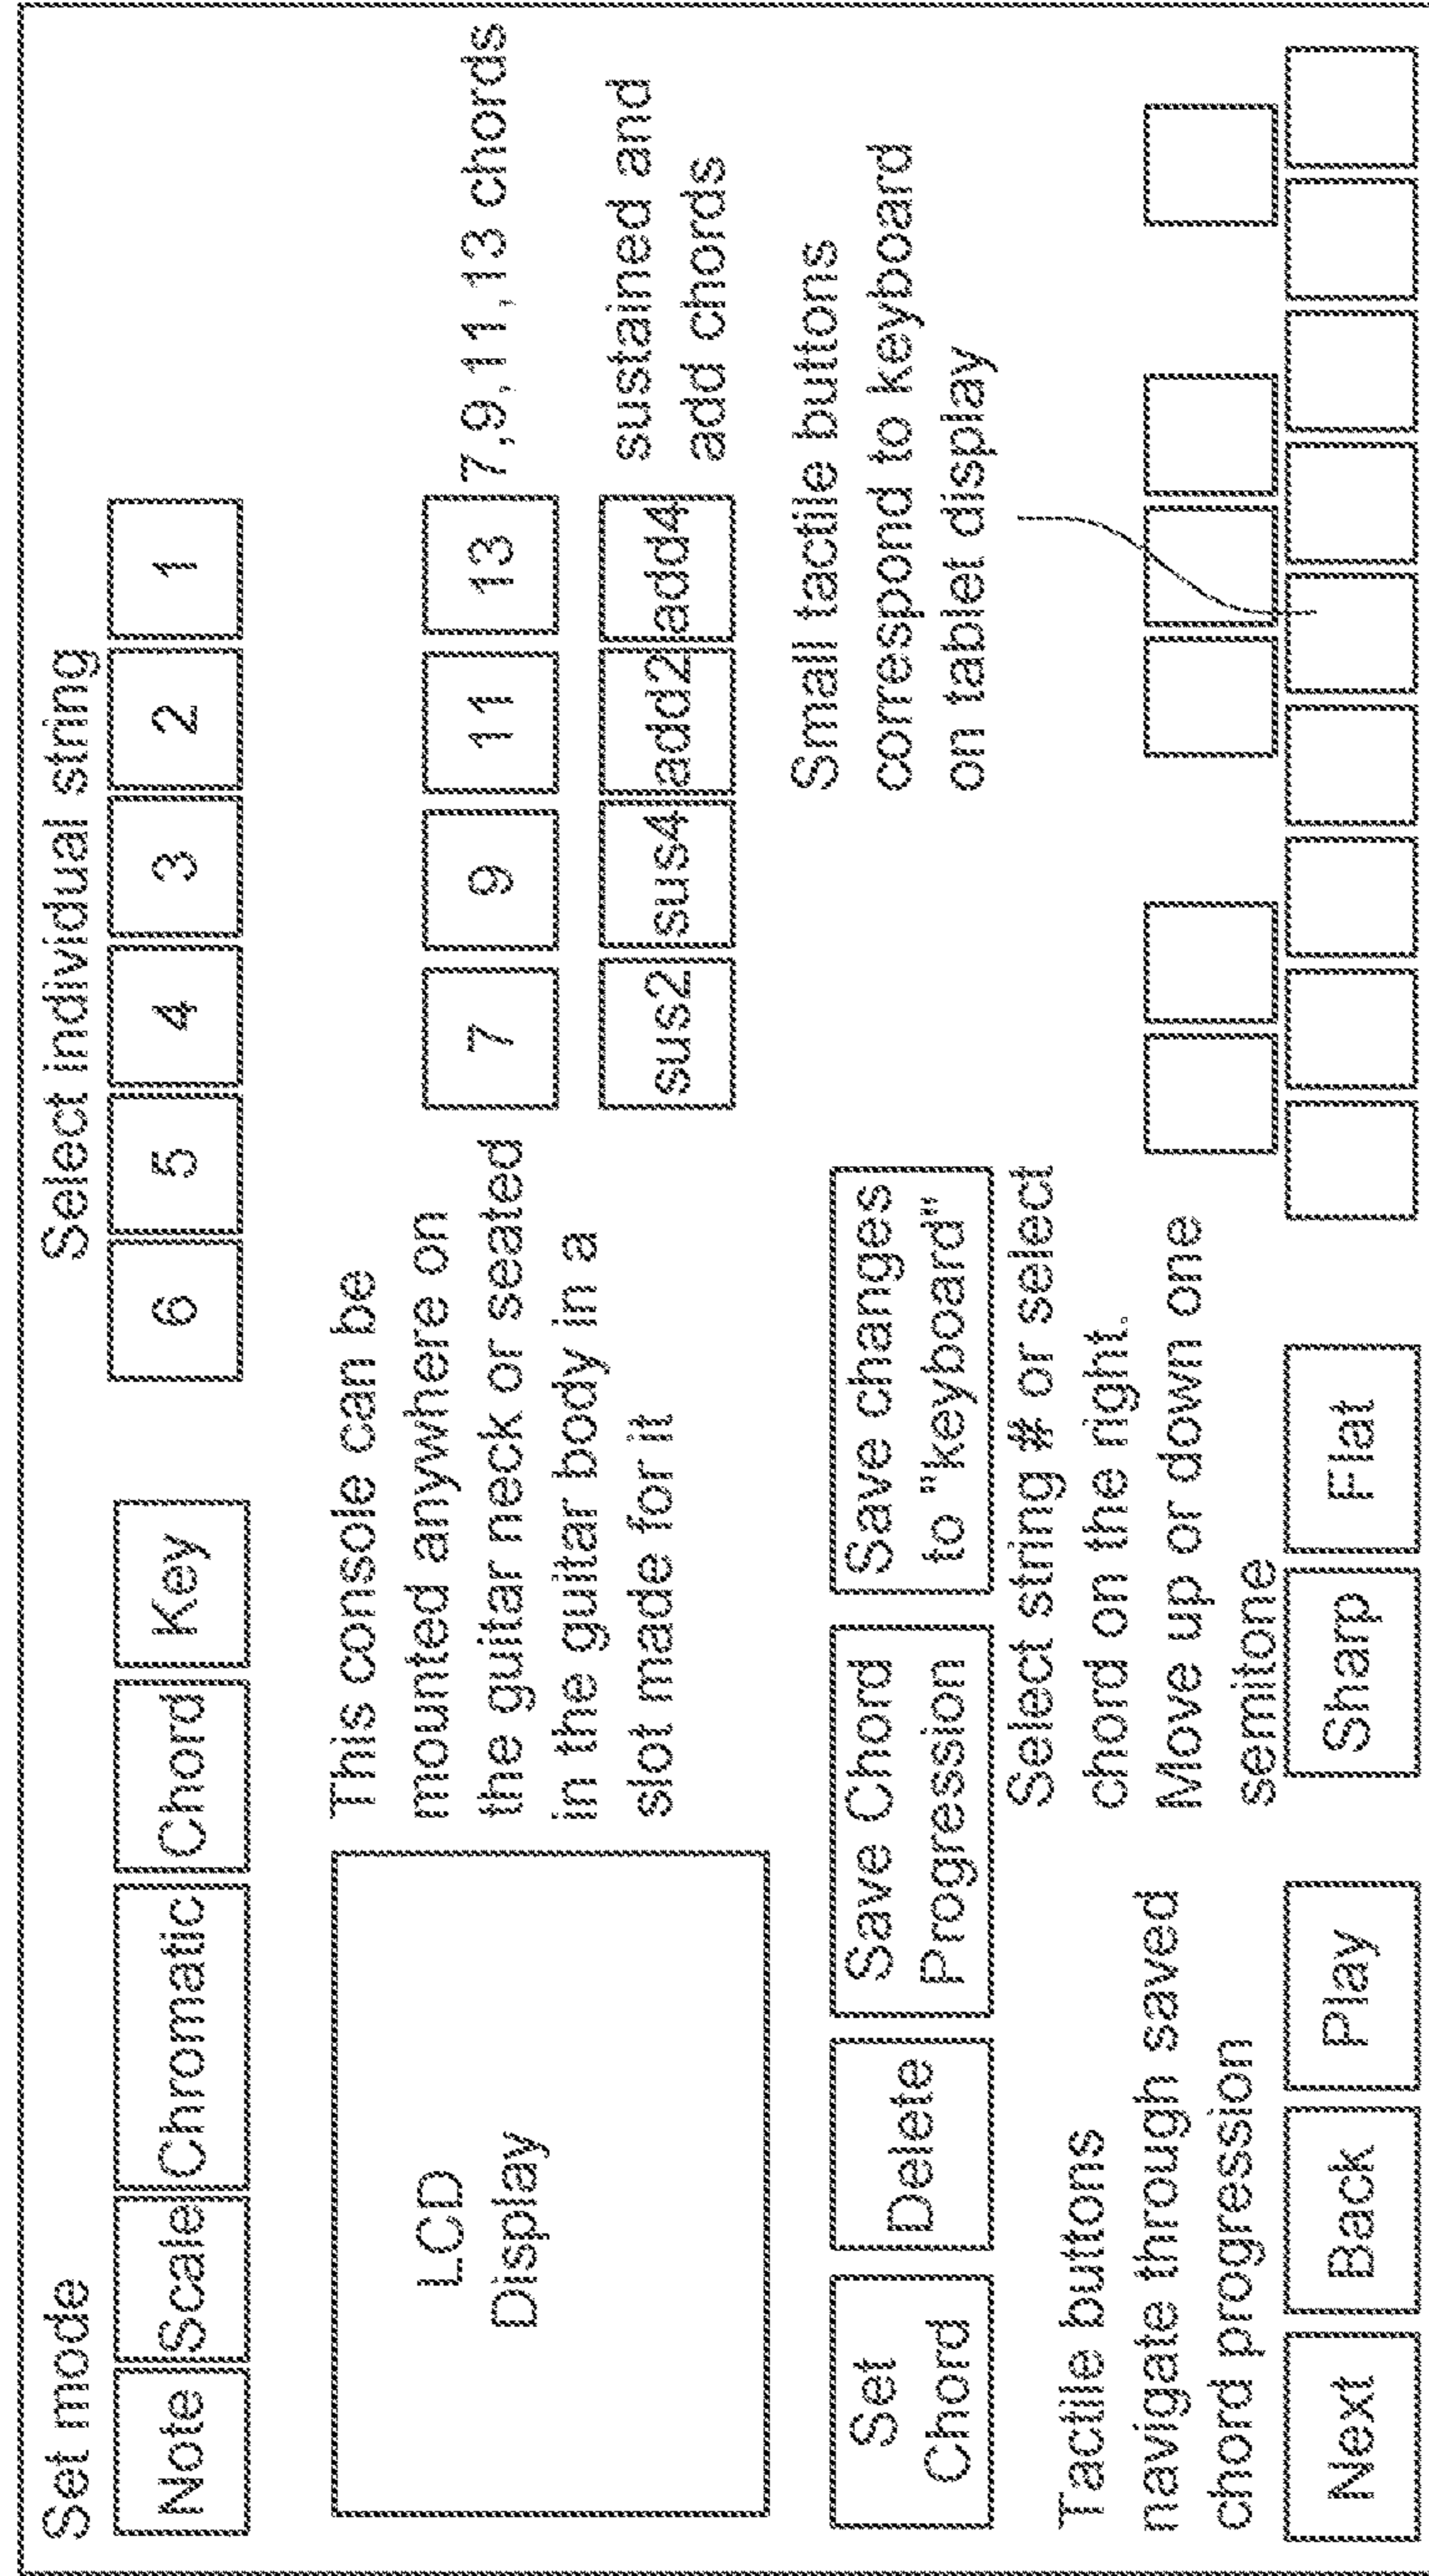 Set mode
Note Scale Chromatic Chord Key
Select individual string
6 5 4 3 2 1
LCD
Display
This console can be
mounted anywhere on
the guitar neck or seated
in the guitar body in a
slot made for it
7 9 11 13 7,9,11,13 chords
sus2 sus4 add2 add4
sustained and
add chords
Set
Chord
Delete
Save Chord
Progression
Save changes
to "keyboard"
Small tactile buttons
correspond to keyboard
on tablet display
Tactile buttons
navigate through saved
chord progression
Next Back Play
Select string # or select
chord on the right.
Move up or down one
semitone
Sharp Flat